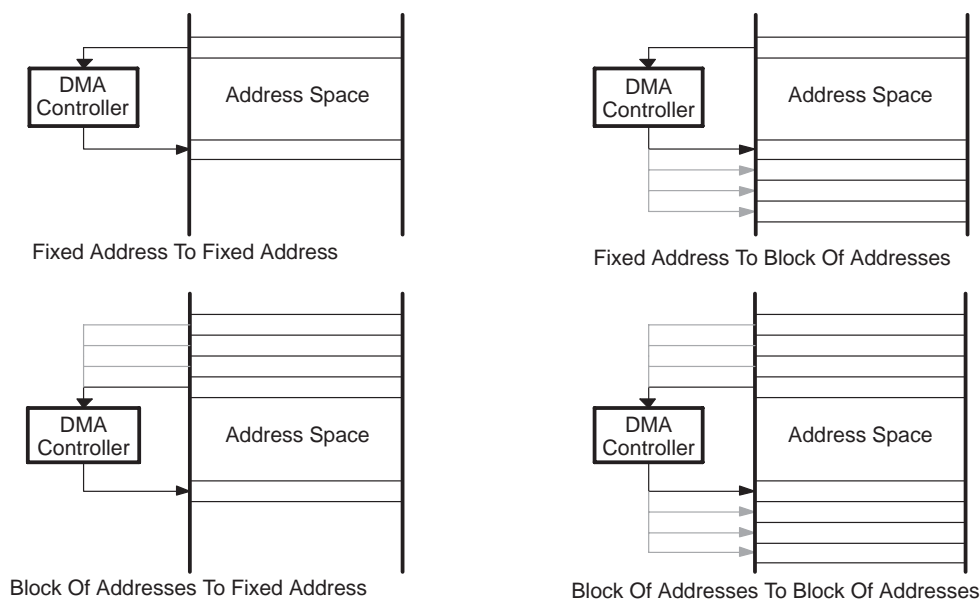 DMA
Controller
Address Space
Fixed Address To Fixed Address
DMA
Controller
Address Space
Fixed Address To Block Of Addresses
DMA
Controller
Address Space
Block Of Addresses To Fixed Address
DMA
Controller
Address Space
Block Of Addresses To Block Of Addresses